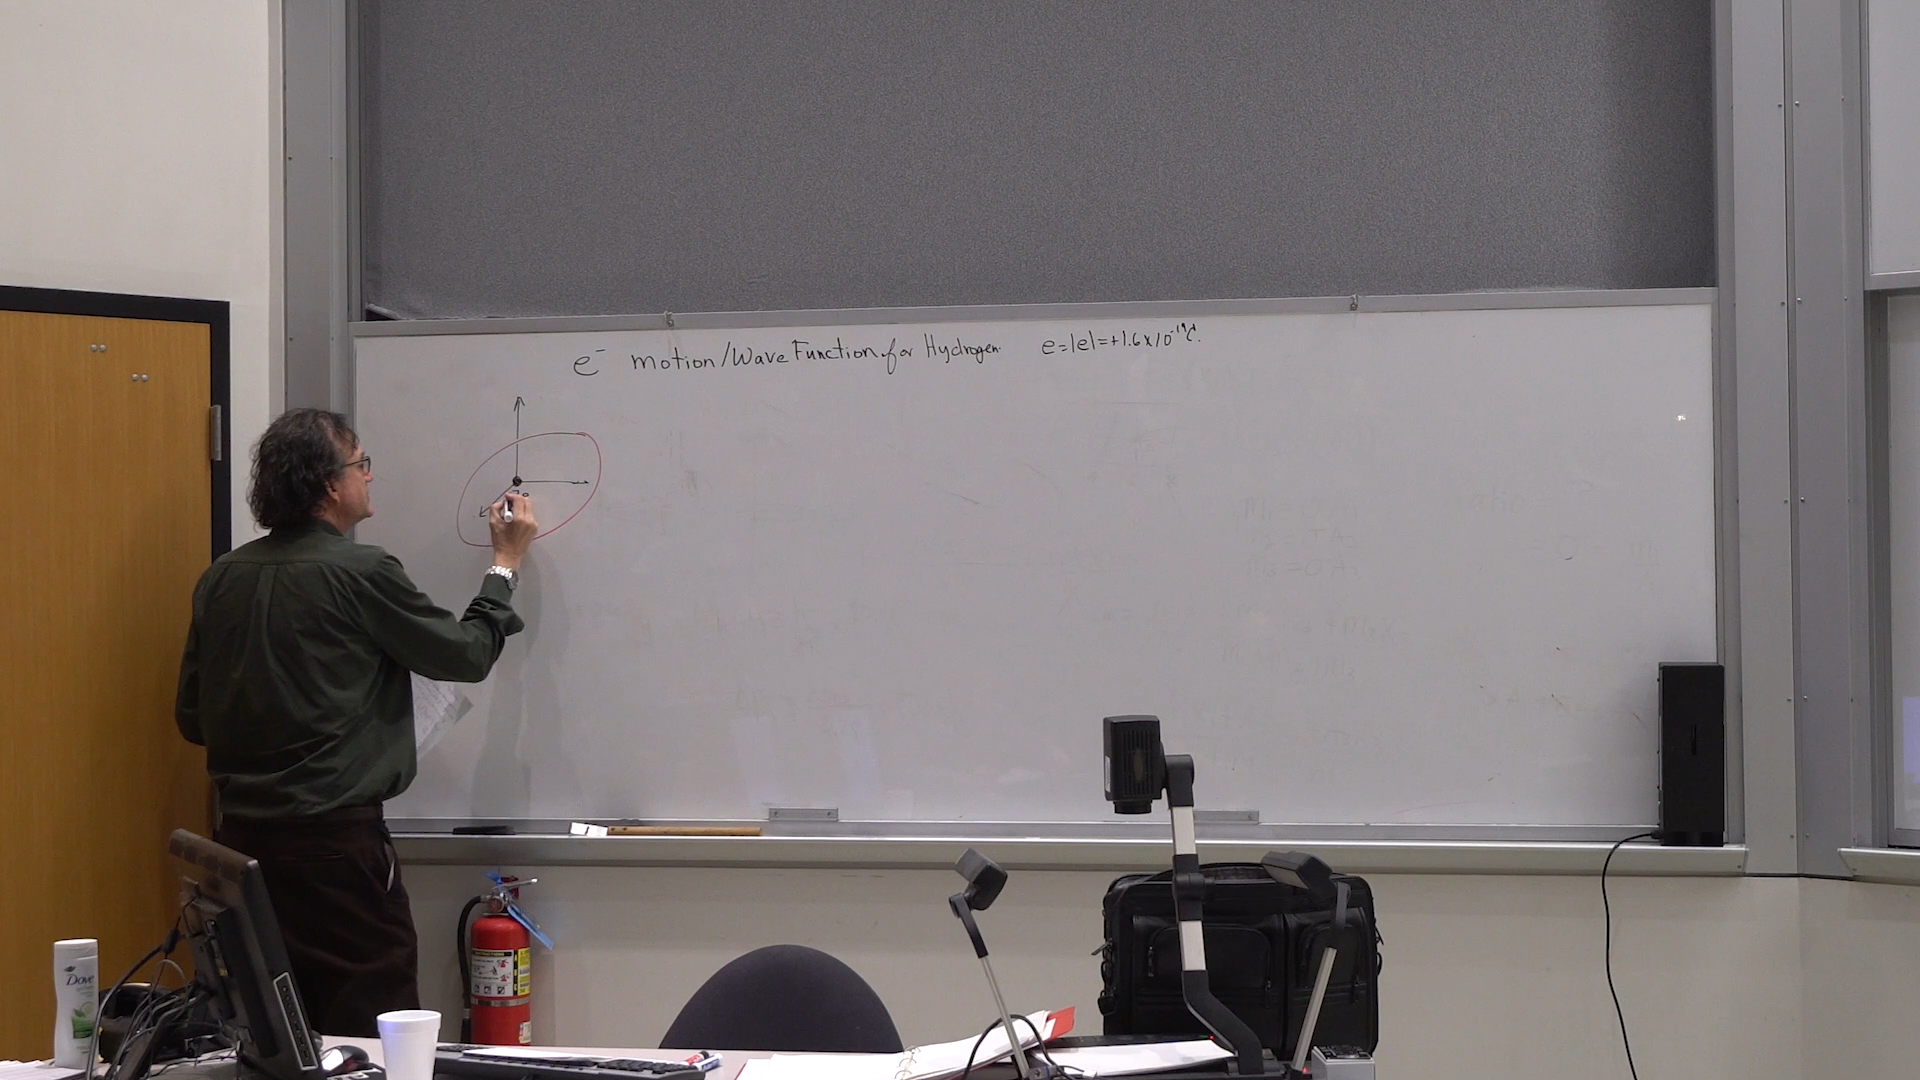 e⁻ motion/Wave Function for Hydrogen. e=|e|=+1.6x10⁻¹⁹C.
Dove